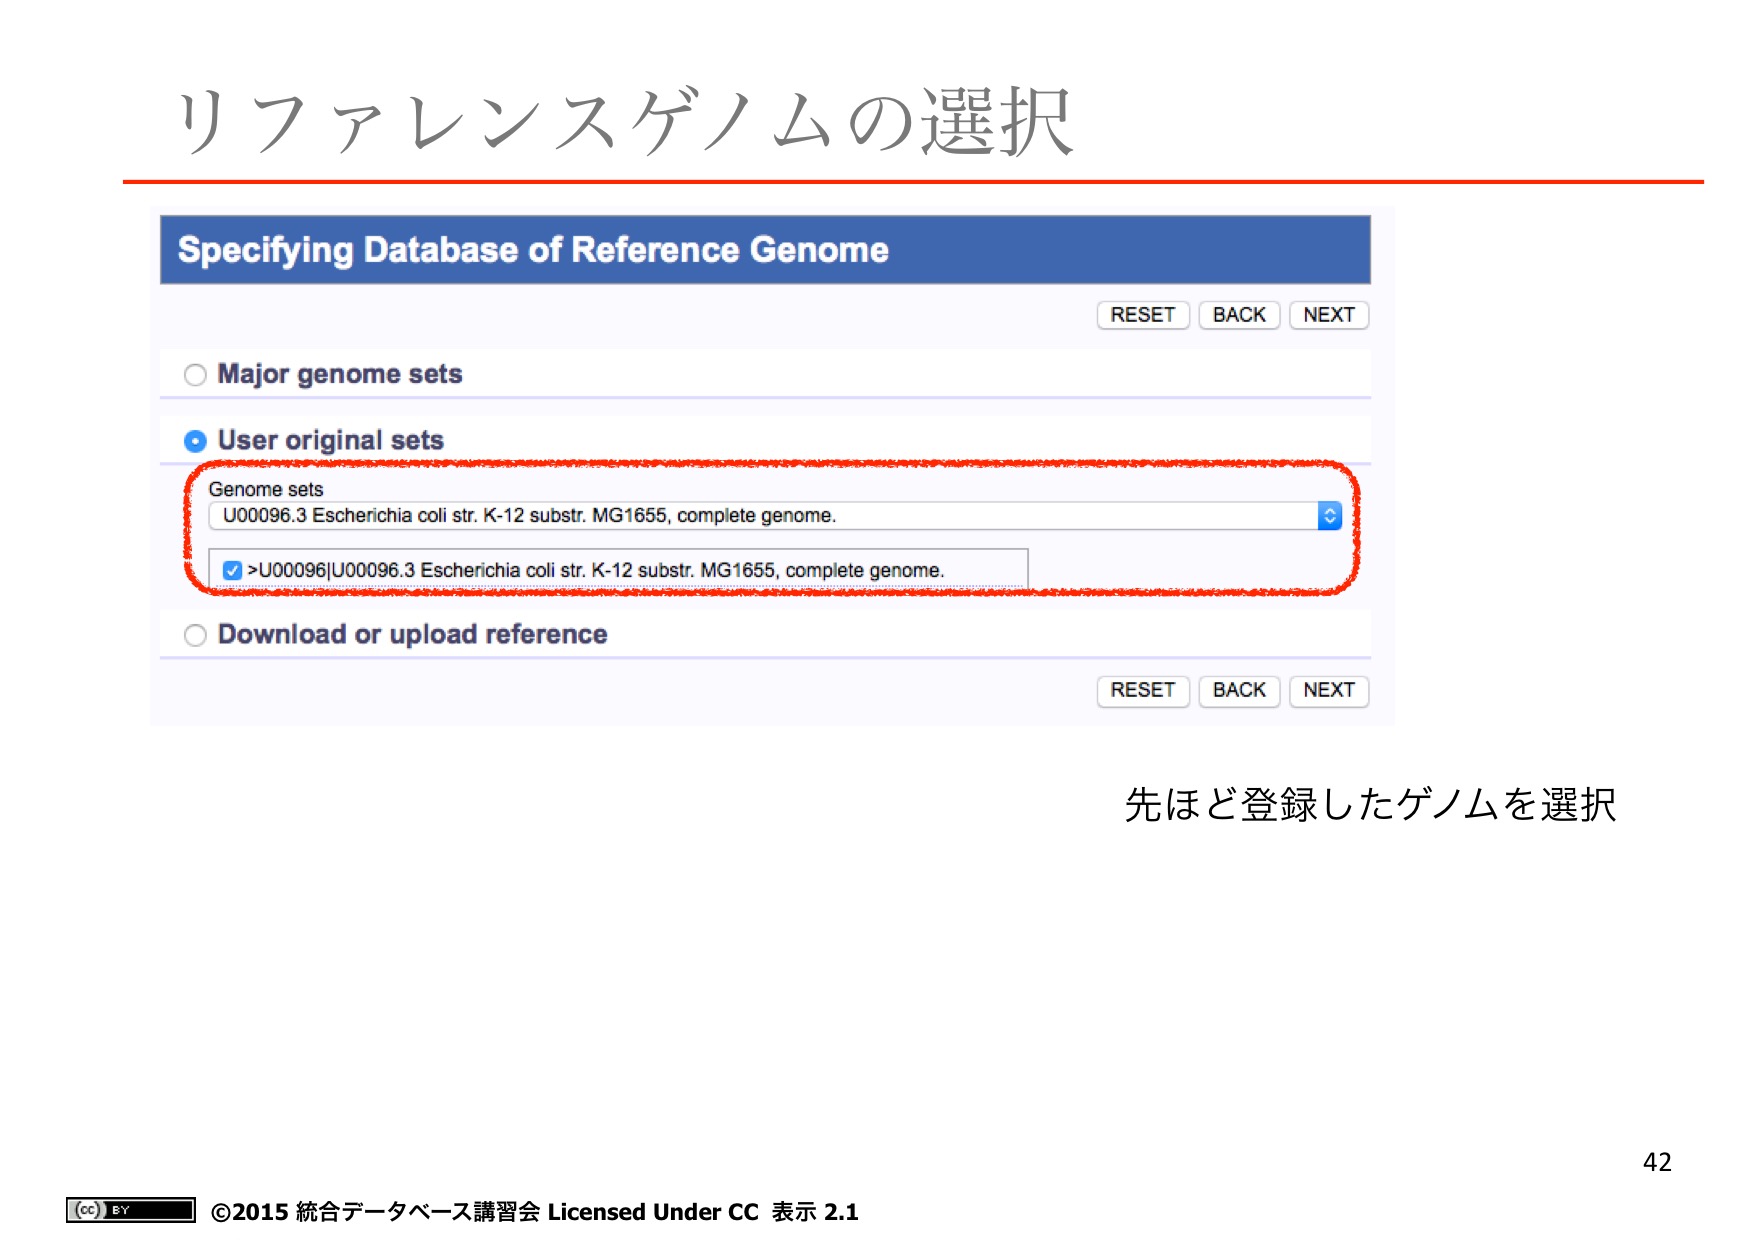 リファレンスゲノムの選択
Specifying Database of Reference Genome
RESET BACK NEXT
Major genome sets
User original sets
Genome sets
U00096.3 Escherichia coli str. K-12 substr. MG1655, complete genome.
>U00096|U00096.3 Escherichia coli str. K-12 substr. MG1655, complete genome.
Download or upload reference
RESET BACK NEXT
先ほど登録したゲノムを選択
42
(cc) BY ©2015 統合データベース講習会 Licensed Under CC 表示 2.1